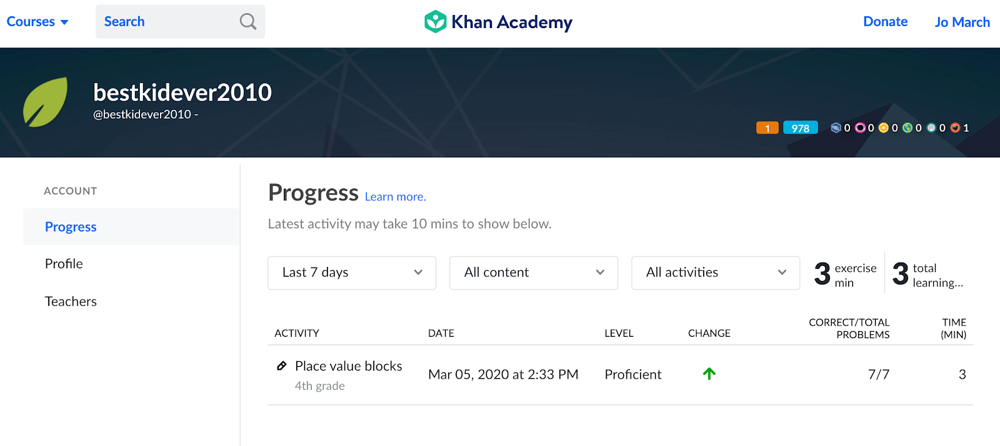 Courses
Search
Khan Academy
Donate
Jo March
bestkidever2010
@bestkidever2010 -
1 978 0 0 0 0 0 1
ACCOUNT
Progress
Profile
Teachers
Progress Learn more.
Latest activity may take 10 mins to show below.
Last 7 days
All content
All activities
3 exercise
min
3 total
learning...
ACTIVITY
DATE
LEVEL
CHANGE
CORRECT/TOTAL
PROBLEMS
TIME
(MIN)
Place value blocks
4th grade
Mar 05, 2020 at 2:33 PM
Proficient
7/7
3